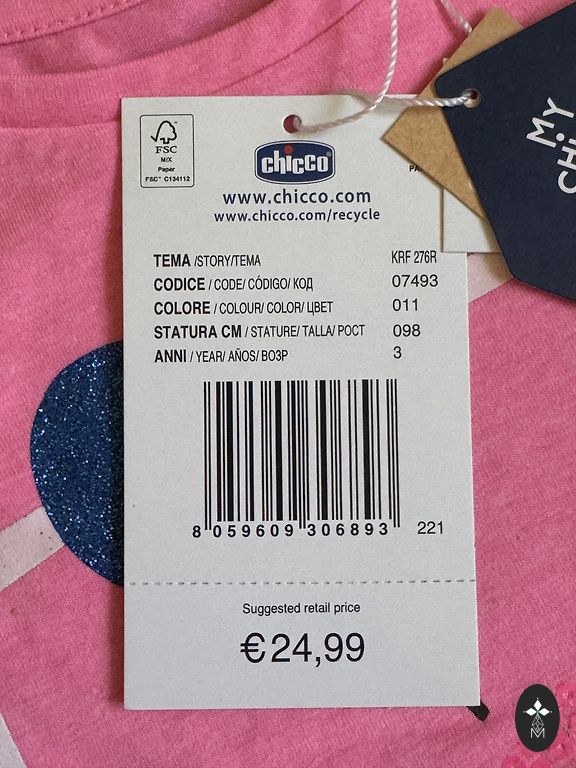 FSC
MIX
Paper
FSC™ C134112
chicco
www.chicco.com
www.chicco.com/recycle
MY
TEMA /STORY/TEMA KRF 276R
CODICE / CODE/ CÓDIGO/ КОД 07493
COLORE / COLOUR/ COLOR/ ЦВЕТ 011
STATURA CM / STATURE/ TALLA/ РОСТ 098
ANNI / YEAR/ AÑOS/ ВОЗР 3
8 059609 306893 221
Suggested retail price
€24,99